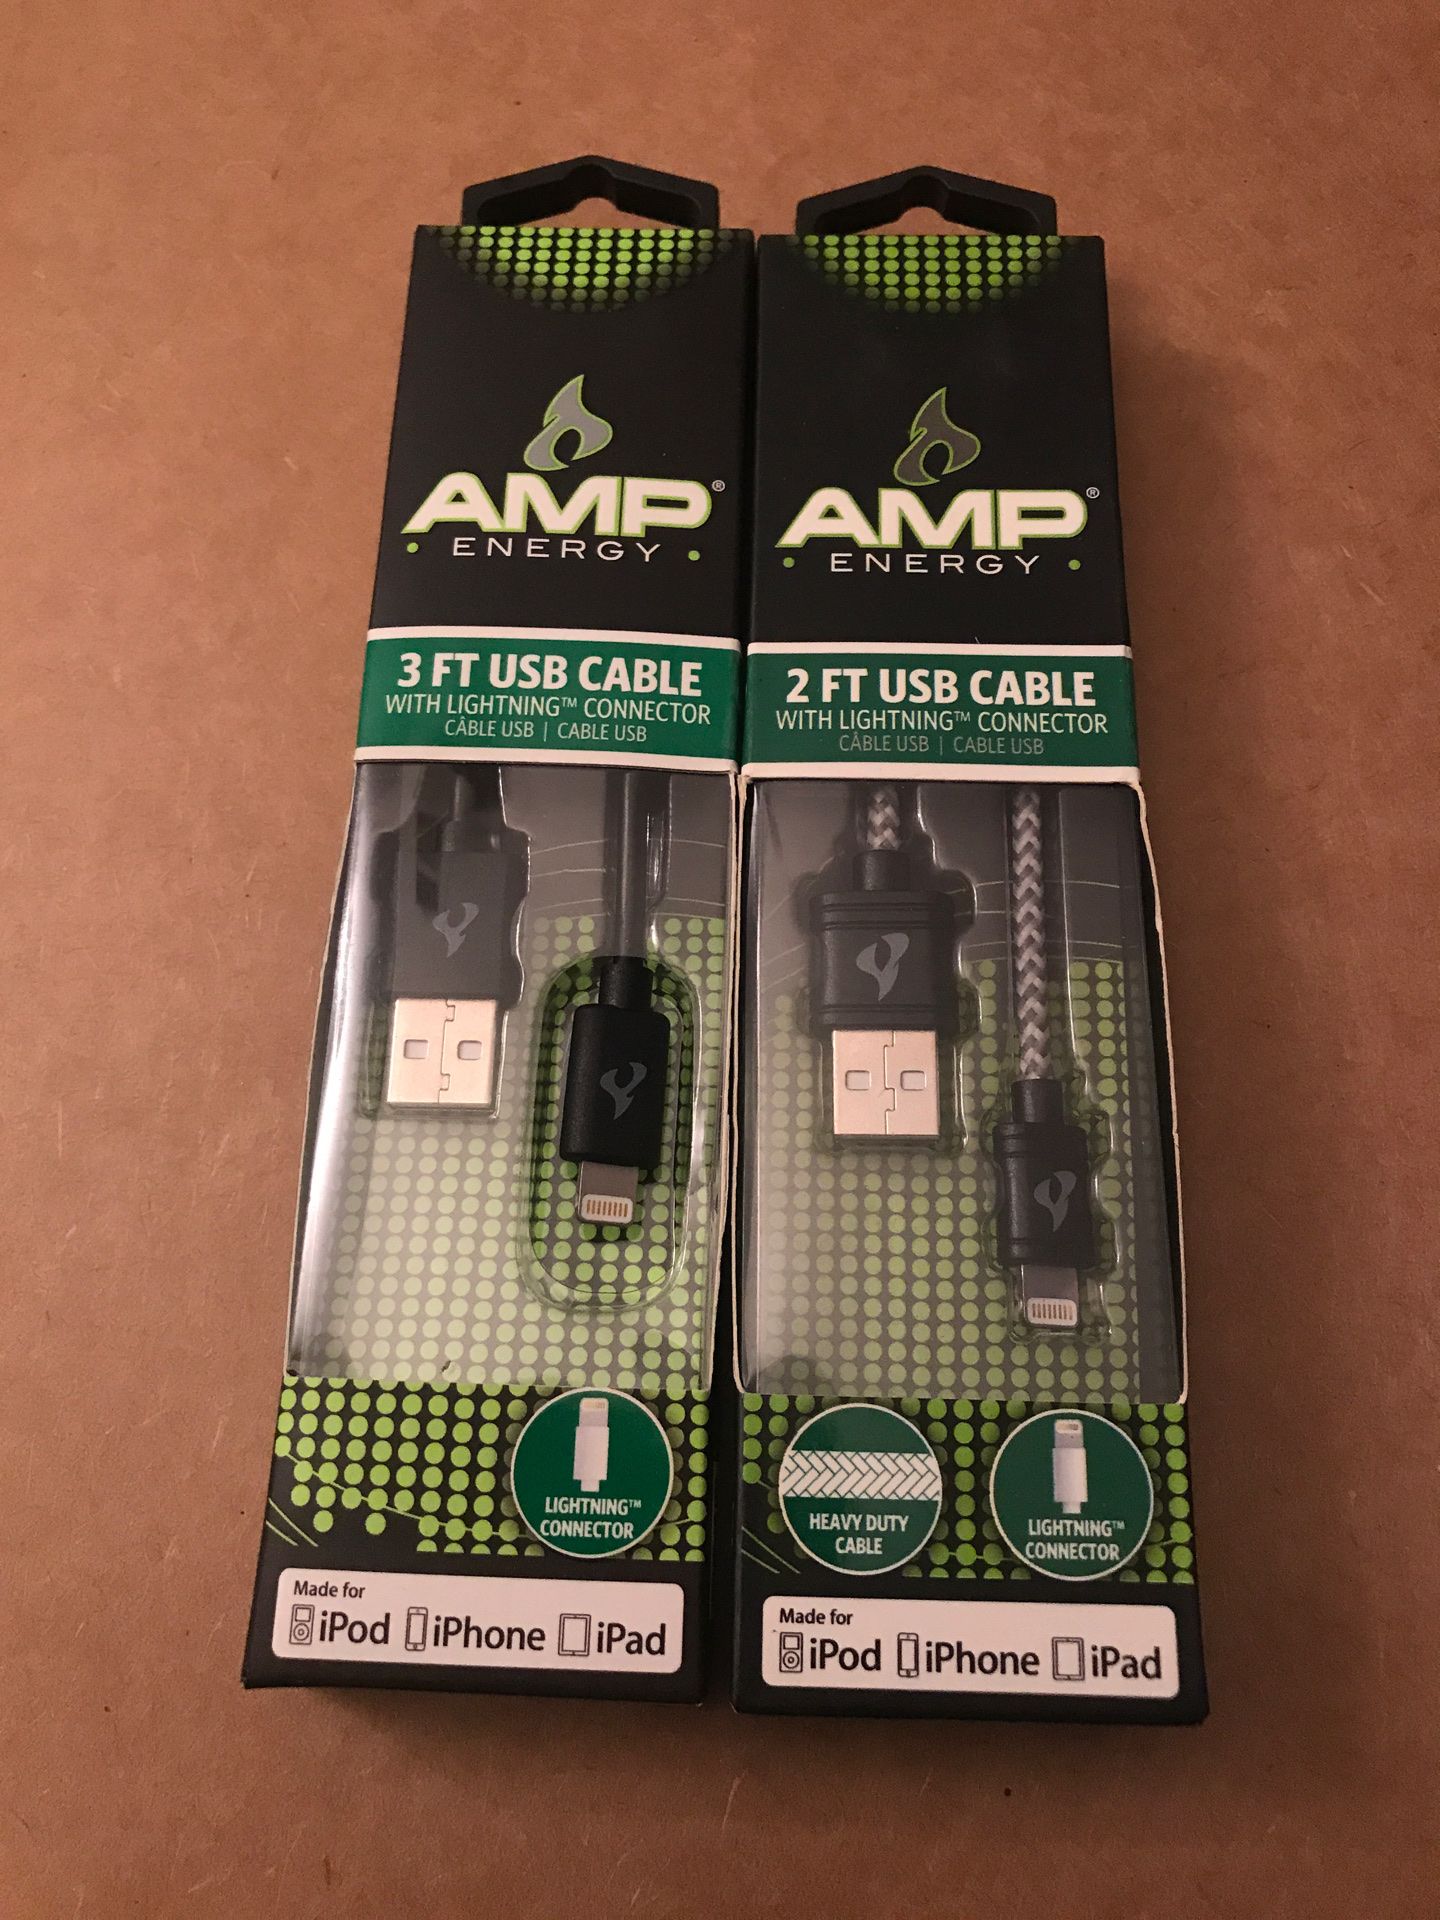 AMP®
• ENERGY •
3 FT USB CABLE
WITH LIGHTNING™ CONNECTOR
CÂBLE USB | CABLE USB
LIGHTNING™
CONNECTOR
Made for
iPod iPhone iPad
AMP®
• ENERGY •
2 FT USB CABLE
WITH LIGHTNING™ CONNECTOR
CÂBLE USB | CABLE USB
HEAVY DUTY
CABLE
LIGHTNING™
CONNECTOR
Made for
iPod iPhone iPad